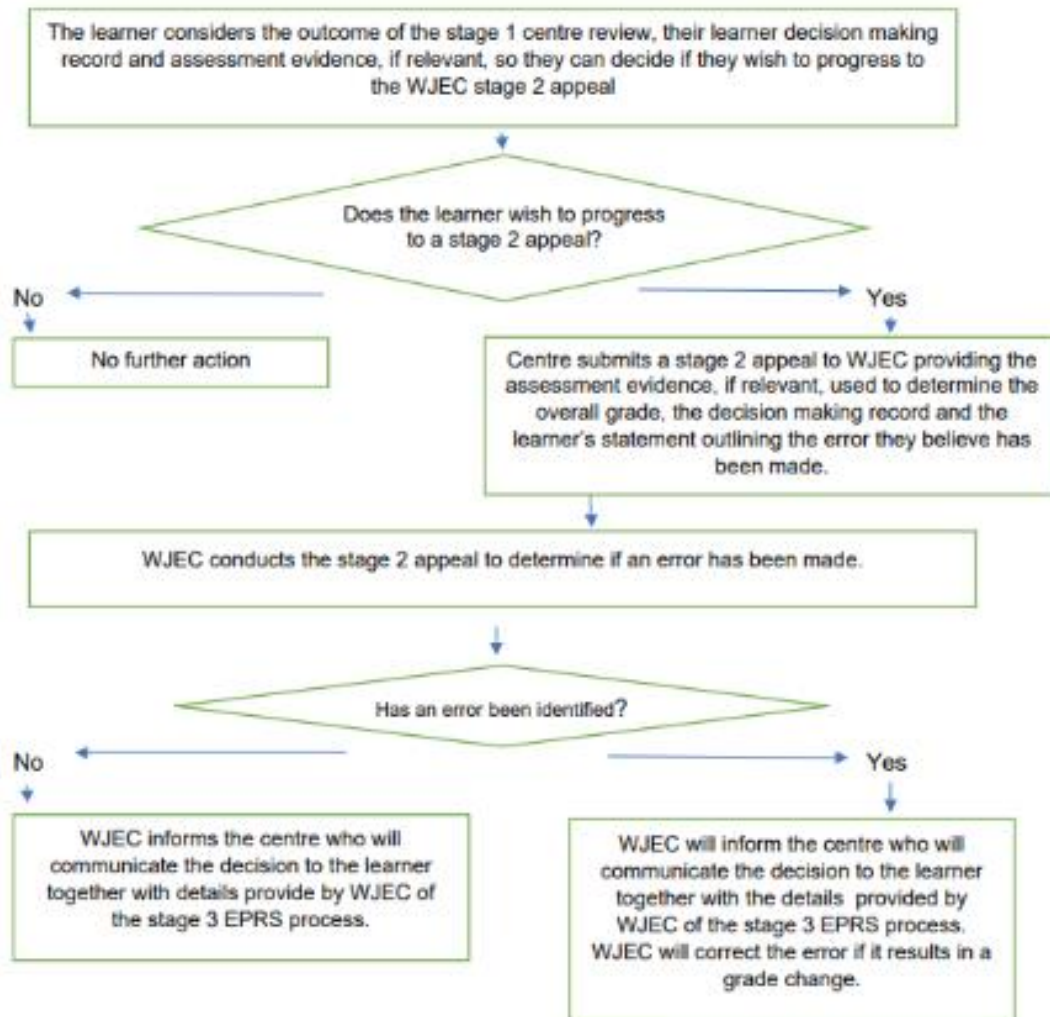 The learner considers the outcome of the stage 1 centre review, their learner decision making
record and assessment evidence, if relevant, so they can decide if they wish to progress to
the WJEC stage 2 appeal
Does the learner wish to progress
to a stage 2 appeal?
No
Yes
No further action
Centre submits a stage 2 appeal to WJEC providing the
assessment evidence, if relevant, used to determine the
overall grade, the decision making record and the
learner's statement outlining the error they believe has
been made.
WJEC conducts the stage 2 appeal to determine if an error has been made.
Has an error been identified?
No
Yes
WJEC informs the centre who will
communicate the decision to the learner
together with details provide by WJEC of
the stage 3 EPRS process.
WJEC will inform the centre who will
communicate the decision to the learner
together with the details provided by
WJEC of the stage 3 EPRS process.
WJEC will correct the error if it results in a
grade change.